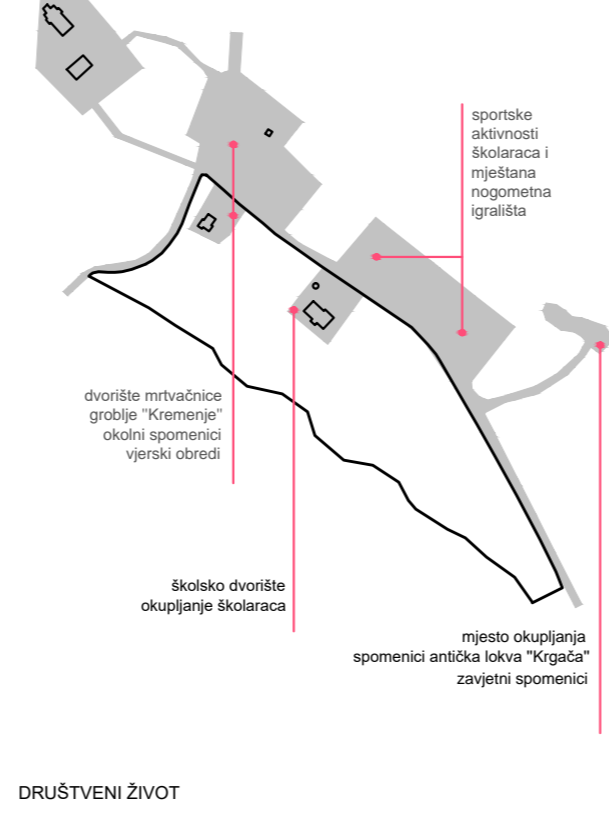 sportske
aktivnosti
školaraca i
mještana
nogometna
igrališta
dvorište mrtvačnice
groblje "Kremenje"
okolni spomenici
vjerski obredi
školsko dvorište
okupljanje školaraca
mjesto okupljanja
spomenici antička lokva "Krgača"
zavjetni spomenici
DRUŠTVENI ŽIVOT